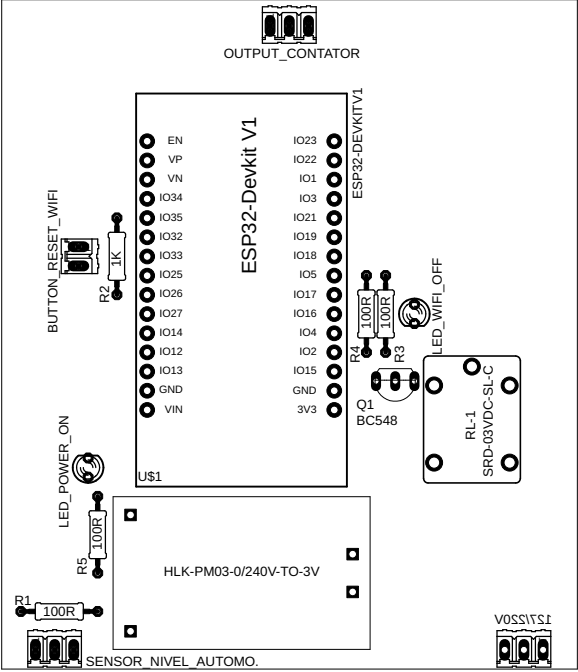 OUTPUT_CONTATOR
ESP32-DEVKITV1
ESP32-Devkit V1
EN
VP
VN
IO34
IO35
IO32
IO33
IO25
IO26
IO27
IO14
IO12
IO13
GND
VIN
IO23
IO22
IO1
IO3
IO21
IO19
IO18
IO5
IO17
IO16
IO4
IO2
IO15
GND
3V3
U$1
BUTTON_RESET_WIFI
R2
1K
R4
100R
R3
100R
LED_WIFI_OFF
Q1
BC548
RL-1
SRD-03VDC-SL-C
LED_POWER_ON
R5
100R
HLK-PM03-0/240V-TO-3V
R1
100R
SENSOR_NIVEL_AUTOMO.
127/220V